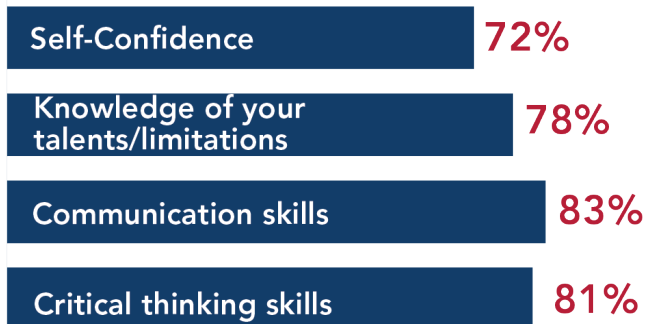 Self-Confidence 72%
Knowledge of your
talents/limitations 78%
Communication skills 83%
Critical thinking skills 81%